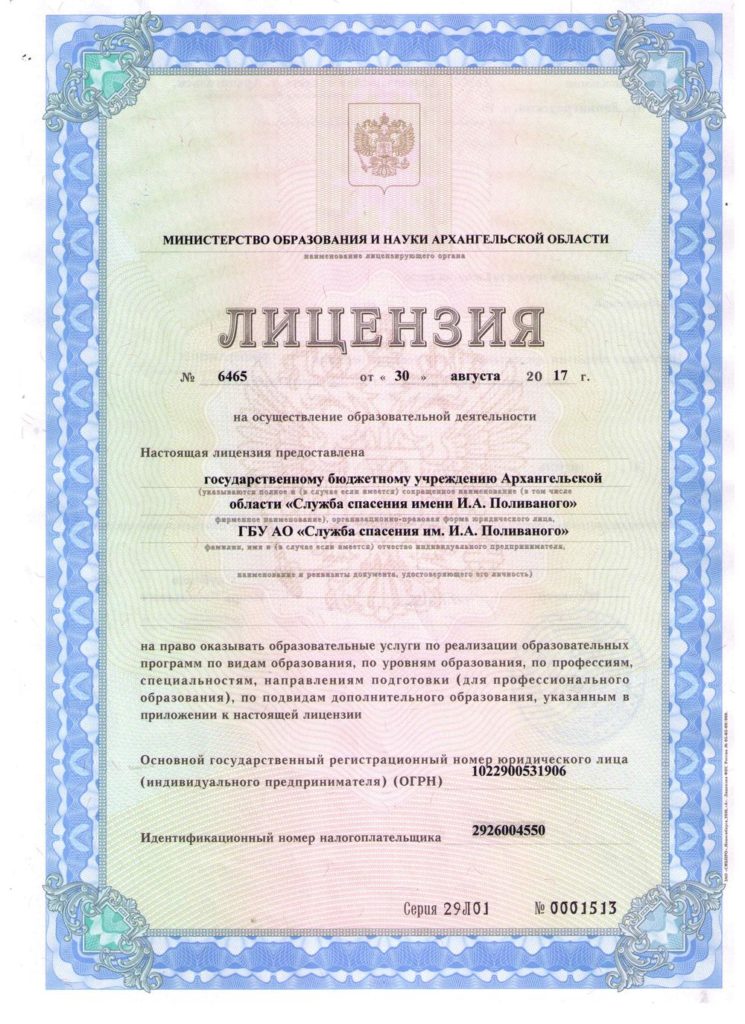 МИНИСТЕРСТВО ОБРАЗОВАНИЯ И НАУКИ АРХАНГЕЛЬСКОЙ ОБЛАСТИ
наименование лицензирующего органа
ЛИЦЕНЗИЯ
№ 6465 от « 30 » августа 20 17 г.
на осуществление образовательной деятельности
Настоящая лицензия предоставлена
государственному бюджетному учреждению Архангельской
(указываются полное и (в случае если имеется) сокращенное наименование (в том числе
области «Служба спасения имени И.А. Поливаного»
фирменное наименование), организационно-правовая форма юридического лица,
ГБУ АО «Служба спасения им. И.А. Поливаного»
фамилия, имя и (в случае если имеется) отчество индивидуального предпринимателя,
наименование и реквизиты документа, удостоверяющего его личность)
на право оказывать образовательные услуги по реализации образовательных
программ по видам образования, по уровням образования, по профессиям,
специальностям, направлениям подготовки (для профессионального
образования), по подвидам дополнительного образования, указанным в
приложении к настоящей лицензии
Основной государственный регистрационный номер юридического лица
(индивидуального предпринимателя) (ОГРН) 1022900531906
Идентификационный номер налогоплательщика 2926004550
Серия 29Л01 № 0001513